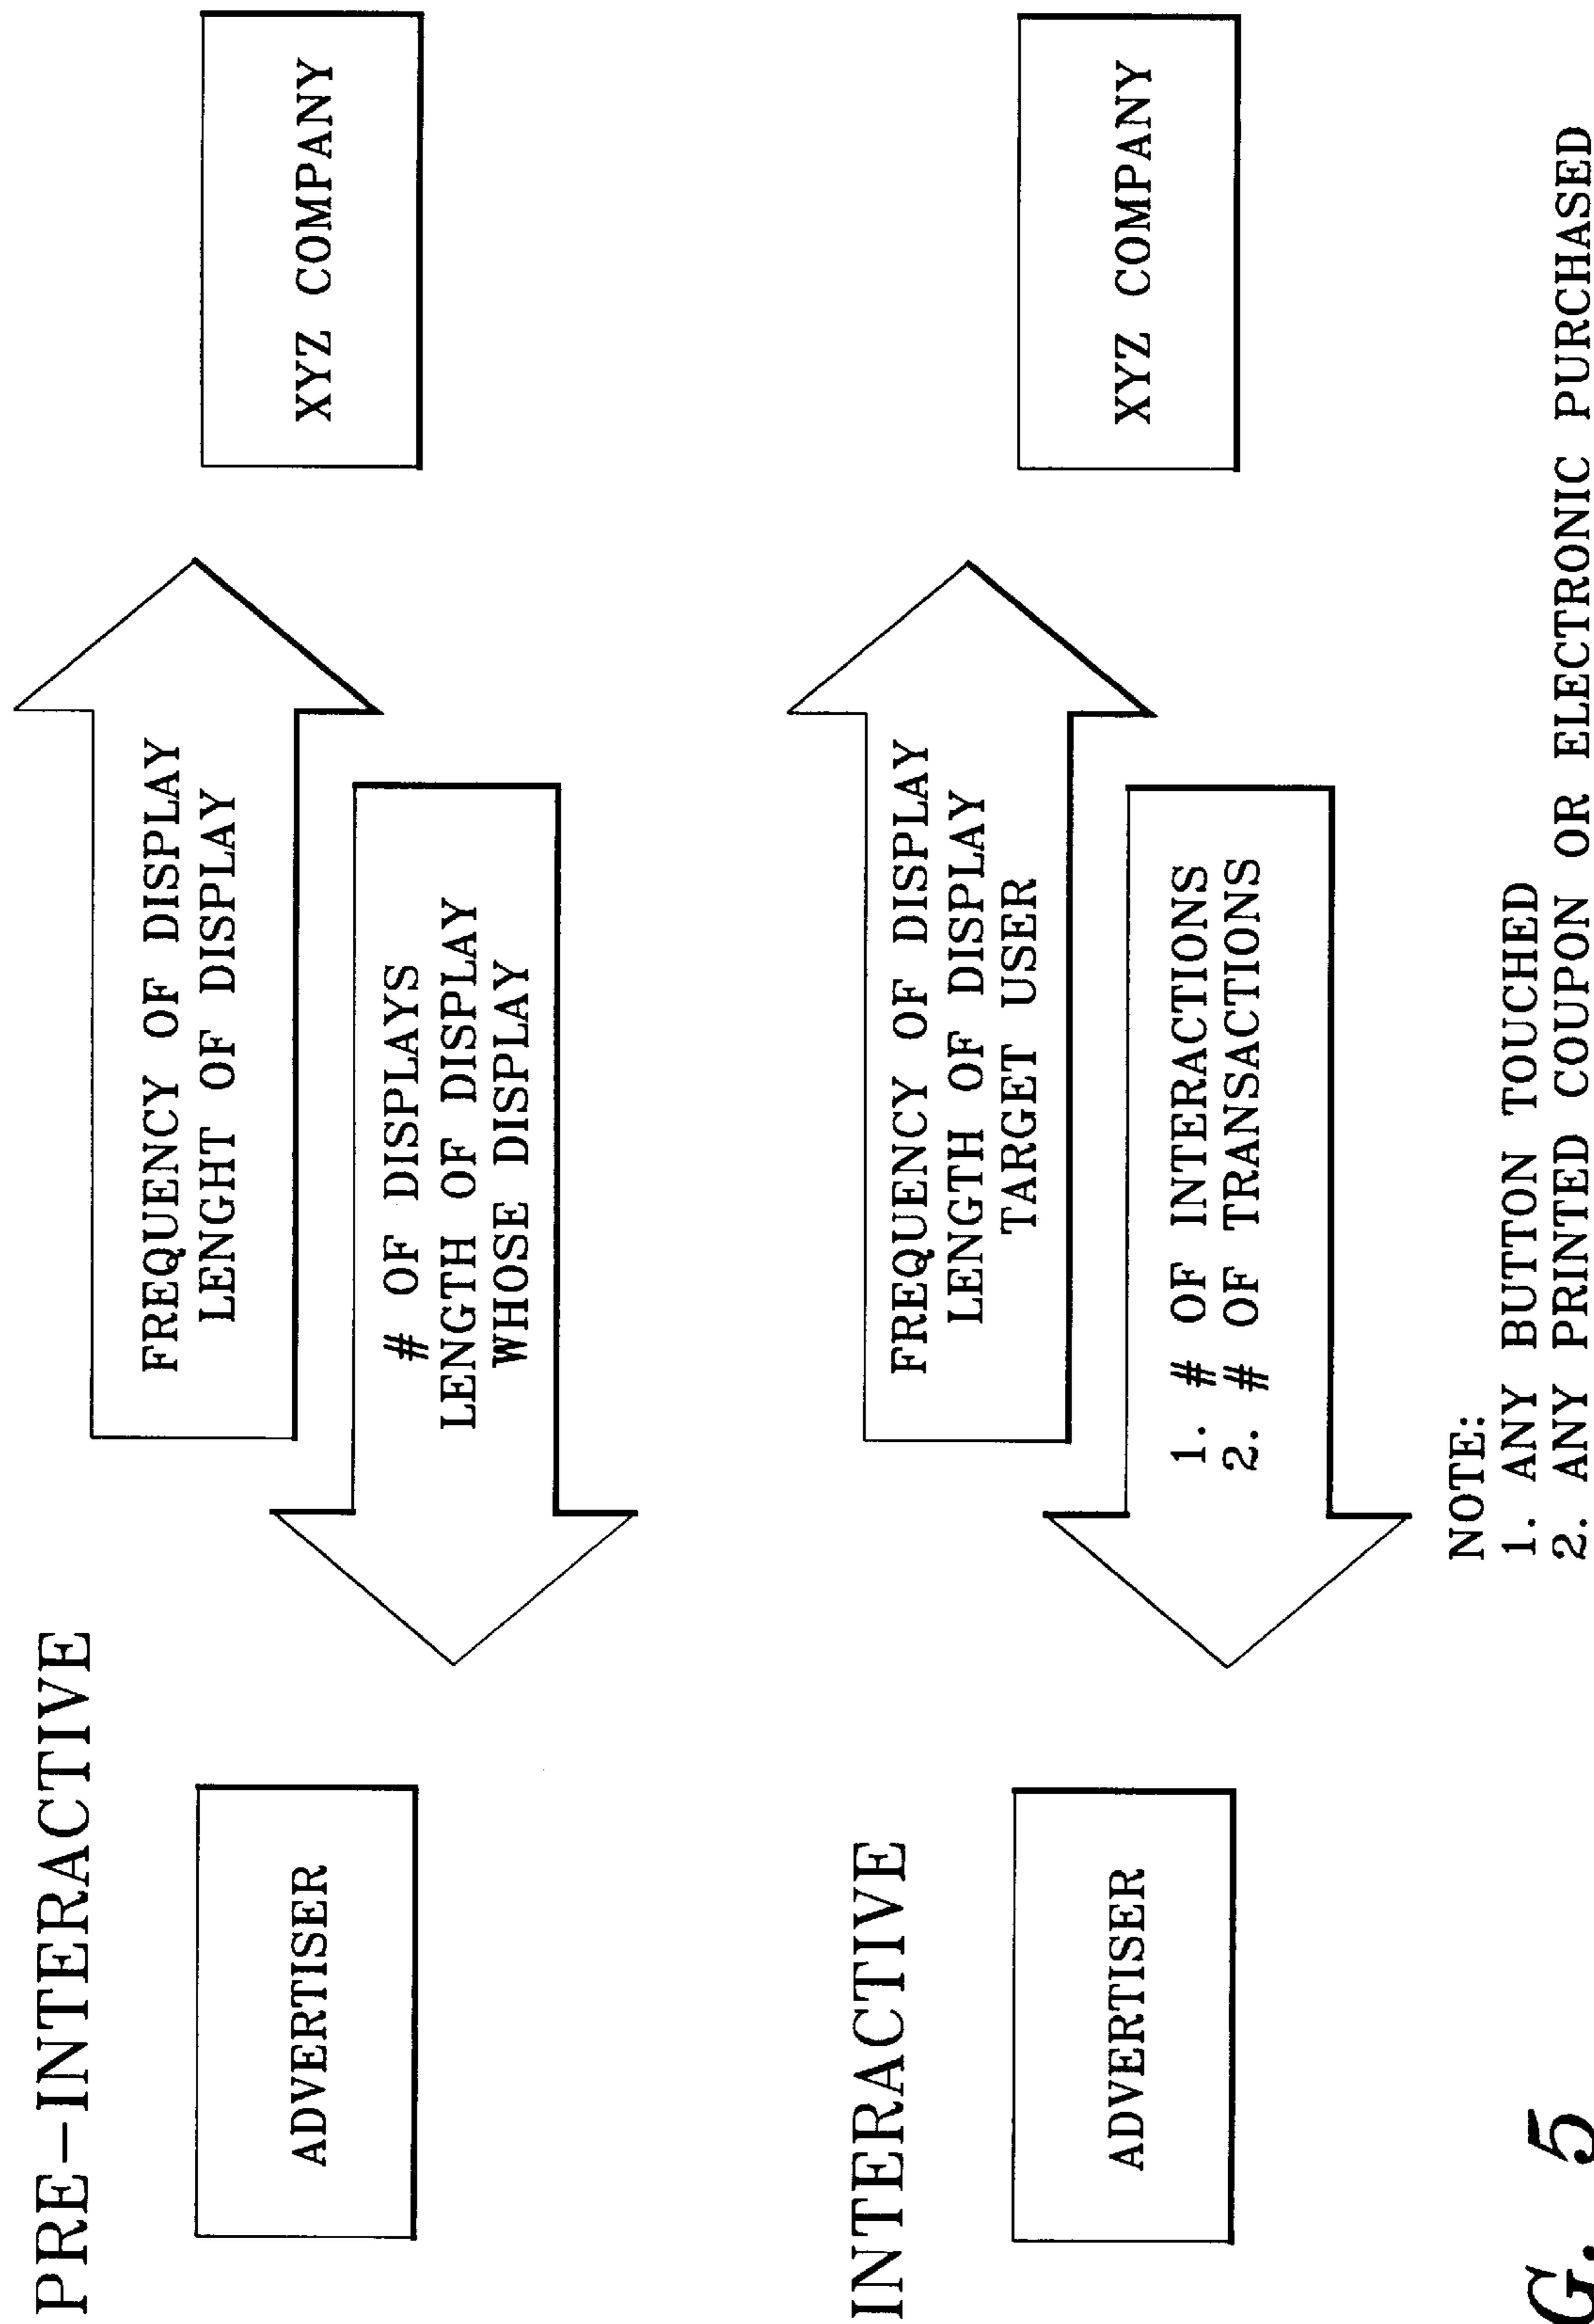 PRE-INTERACTIVE
ADVERTISER
FREQUENCY OF DISPLAY
LENGHT OF DISPLAY
# OF DISPLAYS
LENGTH OF DISPLAY
WHOSE DISPLAY
XYZ COMPANY
INTERACTIVE
ADVERTISER
FREQUENCY OF DISPLAY
LENGTH OF DISPLAY
TARGET USER
1. # OF INTERACTIONS
2. # OF TRANSACTIONS
XYZ COMPANY
NOTE:
1. ANY BUTTON TOUCHED
2. ANY PRINTED COUPON OR ELECTRONIC PURCHASED
G. 5